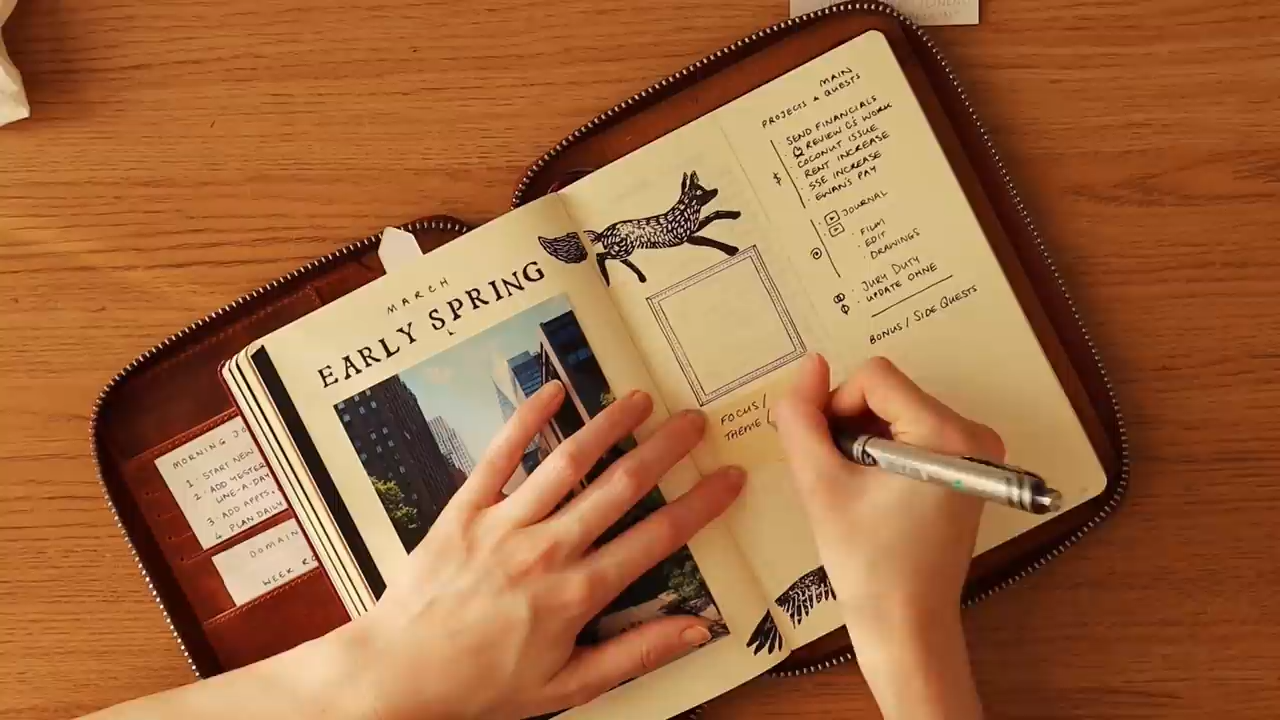 MORNING JO
1. START NEW
2. ADD YESTER
LINE-A-DAY
3. ADD APPTS.
4 PLAN DAILY
DOMAIN
WEEK RO
MARCH
EARLY SPRING
MAIN
PROJECTS & QUESTS
SEND FINANCIALS
REVIEW C'S WORK
COCONUT ISSUE
RENT INCREASE
SSE INCREASE
EWAN'S PAY
$
JOURNAL
FILM
EDIT
DRAWINGS
JURY DUTY
UPDATE OHNE
BONUS / SIDE QUESTS
FOCUS/
THEME